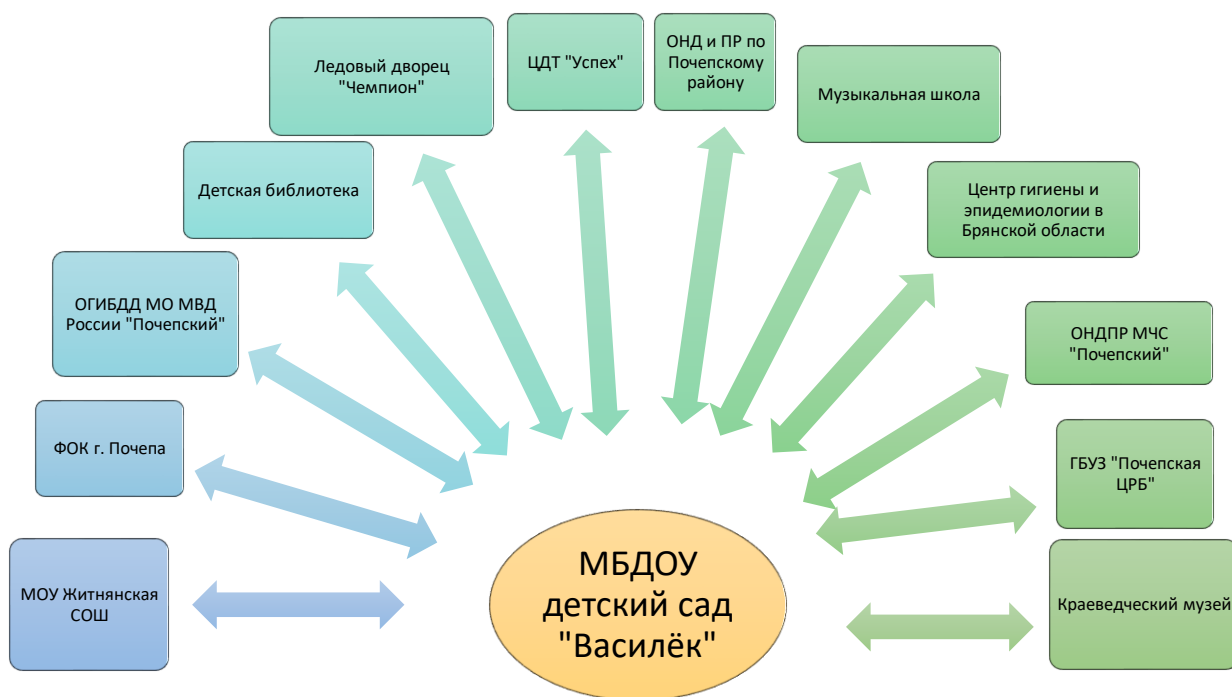 ЦДТ "Успех"
ОНД и ПР по
Почепскому
району
Ледовый дворец
"Чемпион"
Музыкальная школа
Детская библиотека
Центр гигиены и
эпидемиологии в
Брянской области
ОГИБДД МО МВД
России "Почепский"
ОНДПР МЧС
"Почепский"
ФОК г. Почепа
ГБУЗ "Почепская
ЦРБ"
МОУ Житнянская
СОШ
МБДОУ
детский сад
"Василёк"
Краеведческий музей